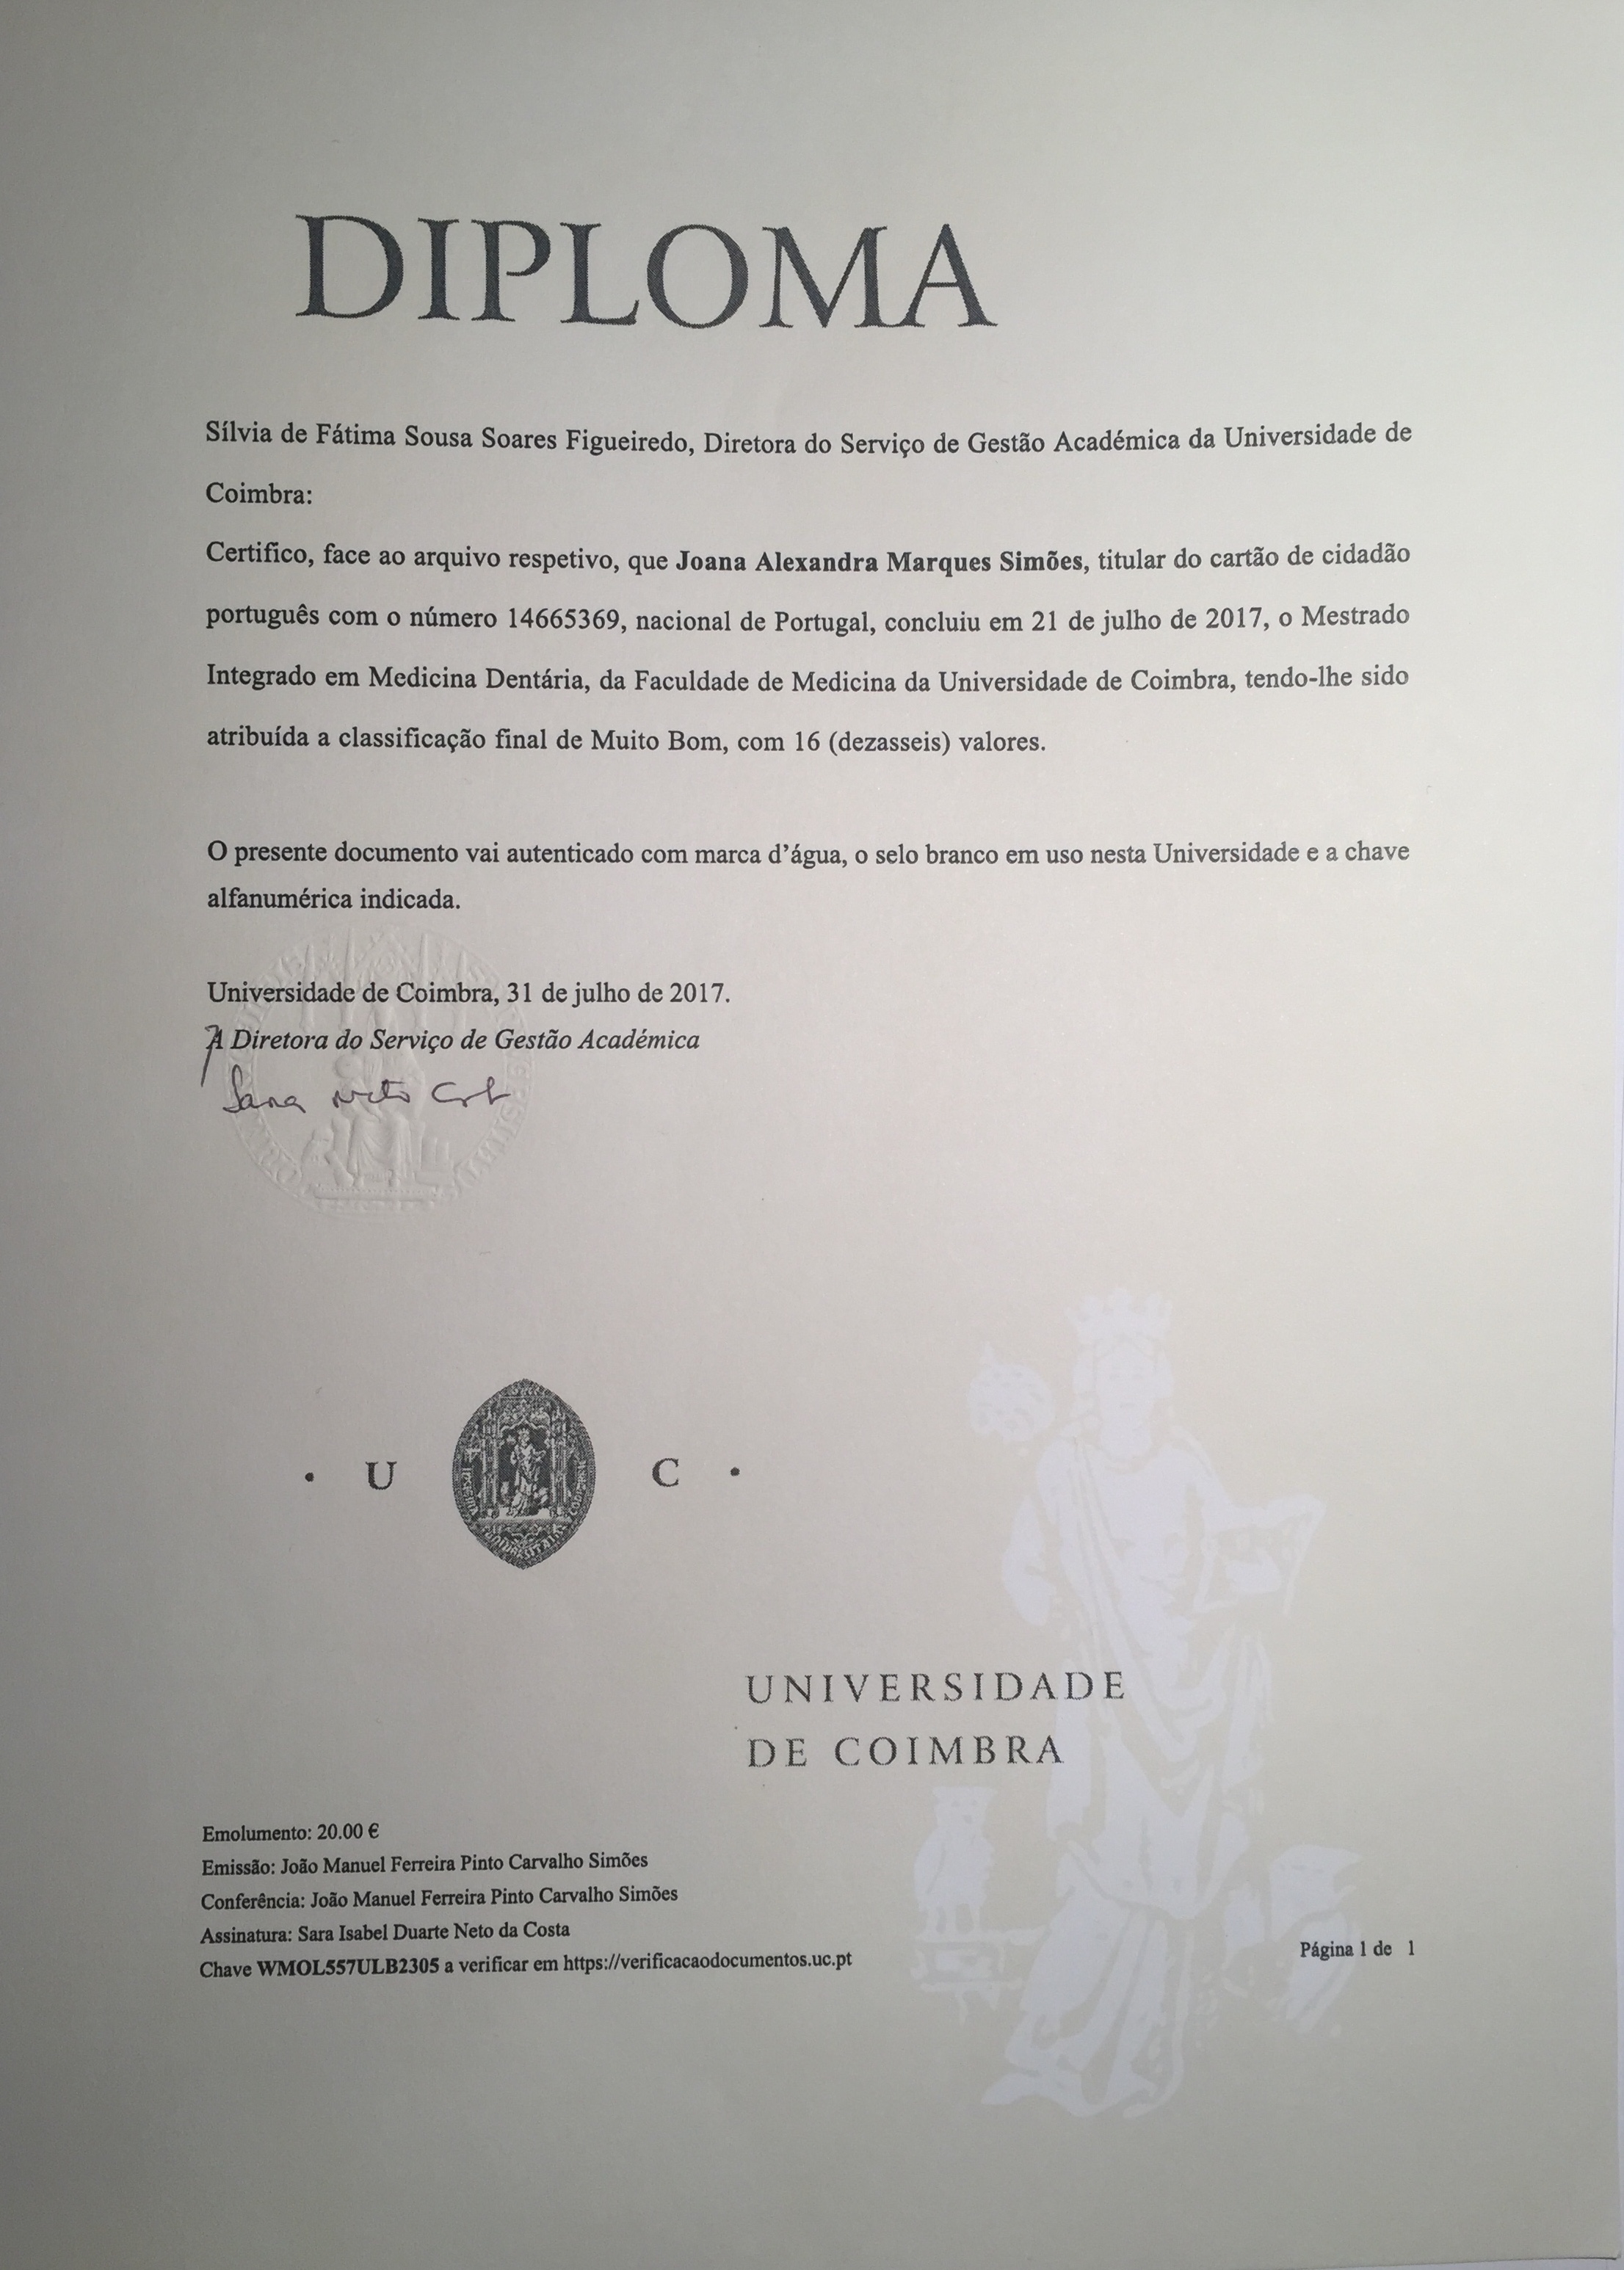 DIPLOMA
Sílvia de Fátima Sousa Soares Figueiredo, Diretora do Serviço de Gestão Académica da Universidade de
Coimbra:
Certifico, face ao arquivo respetivo, que Joana Alexandra Marques Simões, titular do cartão de cidadão
português com o número 14665369, nacional de Portugal, concluiu em 21 de julho de 2017, o Mestrado
Integrado em Medicina Dentária, da Faculdade de Medicina da Universidade de Coimbra, tendo-lhe sido
atribuída a classificação final de Muito Bom, com 16 (dezasseis) valores.
O presente documento vai autenticado com marca d'água, o selo branco em uso nesta Universidade e a chave
alfanumérica indicada.
Universidade de Coimbra, 31 de julho de 2017.
A Diretora do Serviço de Gestão Académica
Sara Neto
· U C ·
UNIVERSIDADE
DE COIMBRA
Emolumento: 20.00 €
Emissão: João Manuel Ferreira Pinto Carvalho Simões
Conferência: João Manuel Ferreira Pinto Carvalho Simões
Assinatura: Sara Isabel Duarte Neto da Costa
Chave WMOL557ULB2305 a verificar em https://verificacaodocumentos.uc.pt
Página 1 de 1